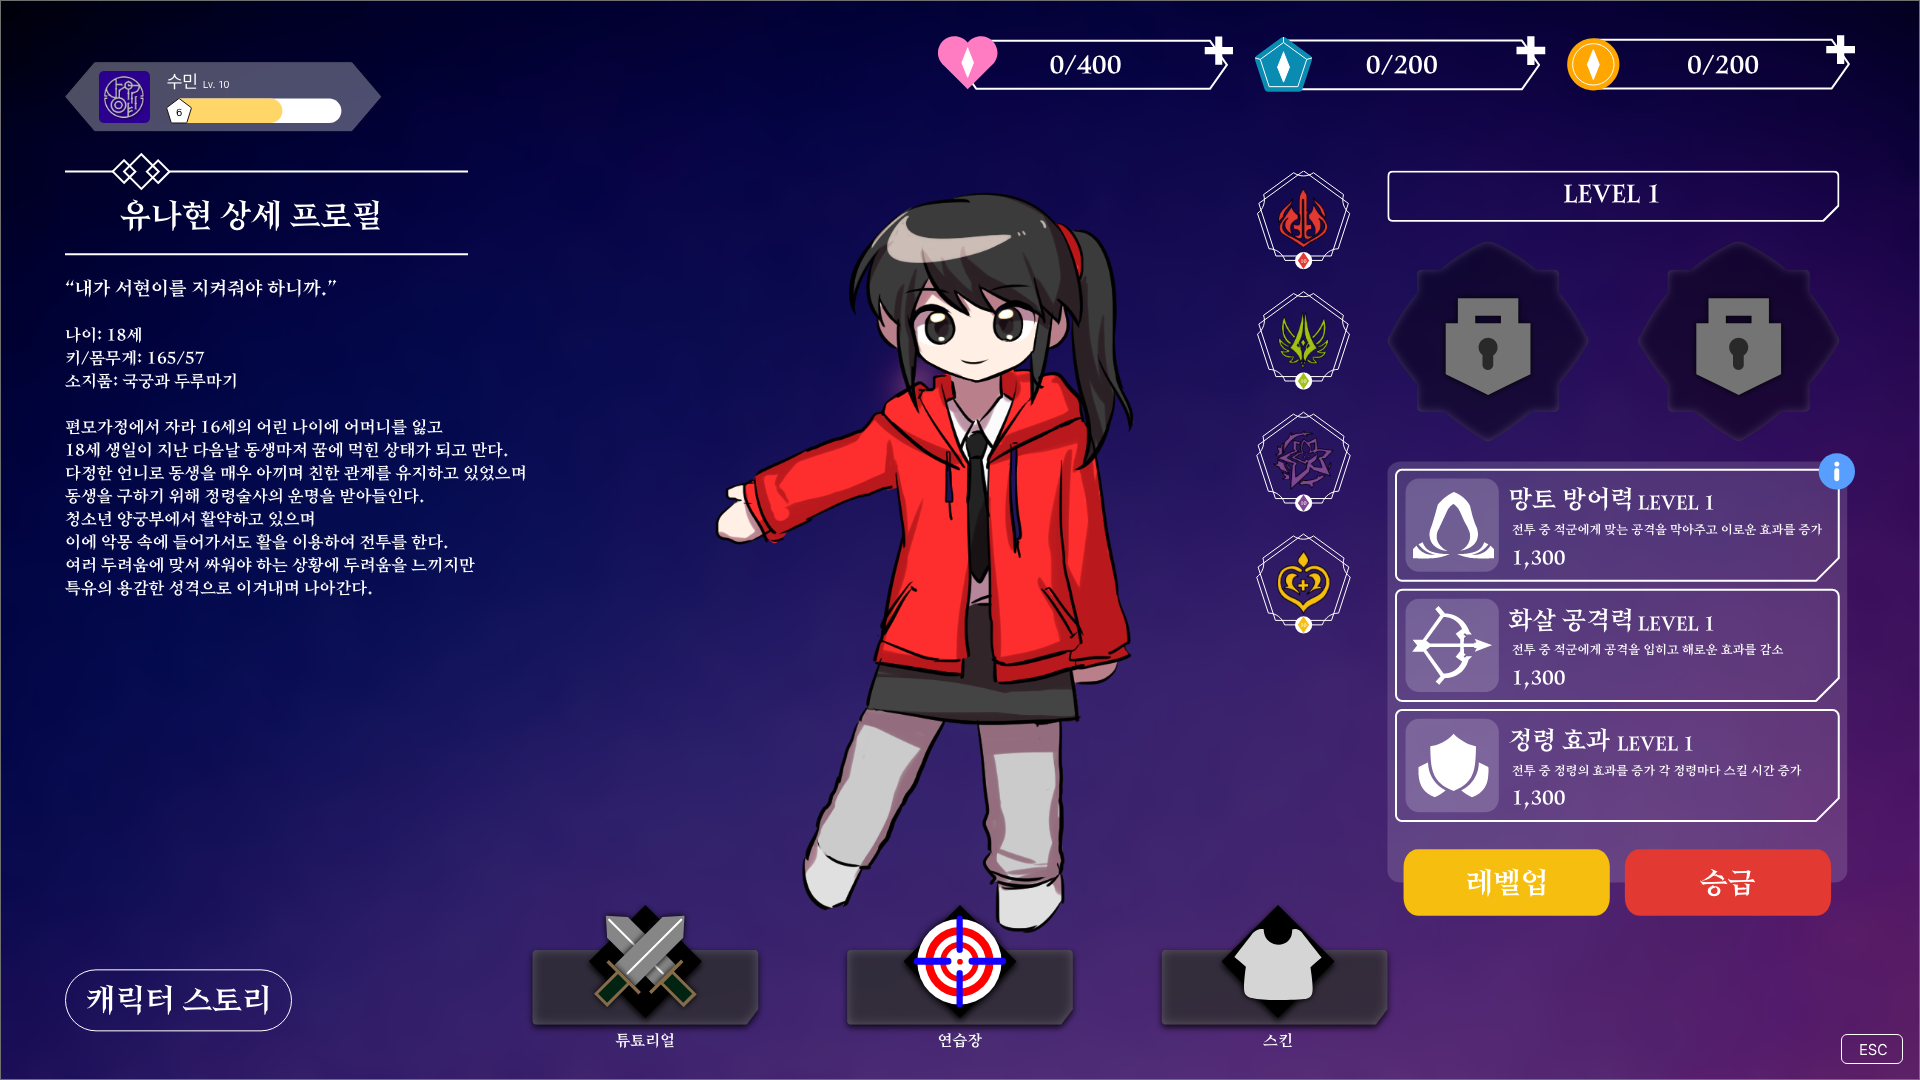 수민 Lv. 10
6
0/400
0/200
0/200
유나현 상세 프로필
“내가 서현이를 지켜줘야 하니까.”
나이: 18세
키/몸무게: 165/57
소지품: 국궁과 두루마기
편모가정에서 자라 16세의 어린 나이에 어머니를 잃고
18세 생일이 지난 다음날 동생마저 꿈에 먹힌 상태가 되고 만다.
다정한 언니로 동생을 매우 아끼며 친한 관계를 유지하고 있었으며
동생을 구하기 위해 정령술사의 운명을 받아들인다.
청소년 양궁부에서 활약하고 있으며
이에 악몽 속에 들어가서도 활을 이용하여 전투를 한다.
여러 두려움에 맞서 싸워야 하는 상황에 두려움을 느끼지만
특유의 용감한 성격으로 이겨내며 나아간다.
LEVEL 1
망토 방어력 LEVEL 1
전투 중 적군에게 맞는 공격을 막아주고 이로운 효과를 증가
1,300
화살 공격력 LEVEL 1
전투 중 적군에게 공격을 입히고 해로운 효과를 감소
1,300
정령 효과 LEVEL 1
전투 중 정령의 효과를 증가 각 정령마다 스킬 시간 증가
1,300
레벨업
승급
캐릭터 스토리
튜토리얼
연습장
스킨
ESC